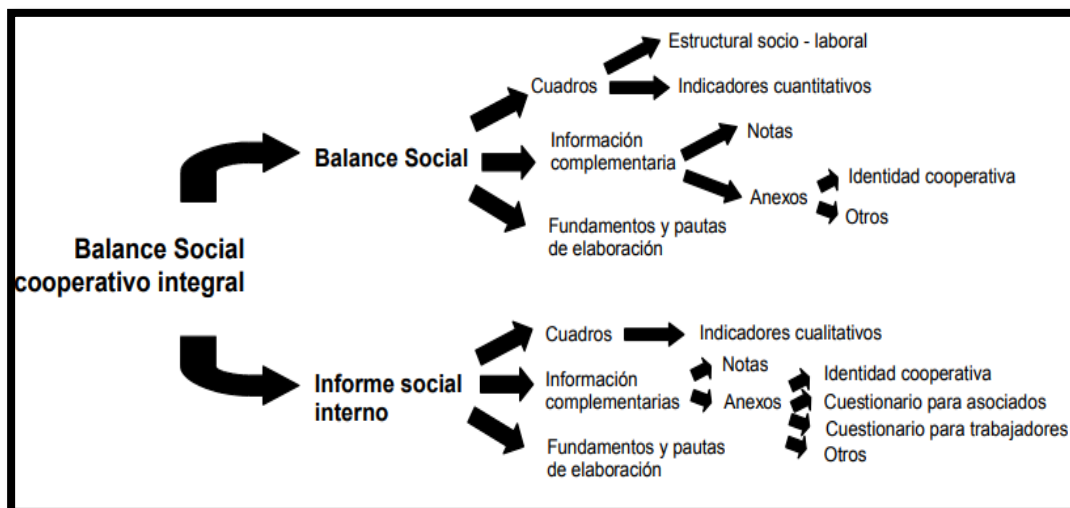 Balance Social
cooperativo integral
Balance Social
Cuadros
Estructural socio - laboral
Indicadores cuantitativos
Información
complementaria
Notas
Anexos
Identidad cooperativa
Otros
Fundamentos y pautas
de elaboración
Informe social
interno
Cuadros
Indicadores cualitativos
Información
complementarias
Notas
Anexos
Identidad cooperativa
Cuestionario para asociados
Cuestionario para trabajadores
Otros
Fundamentos y pautas
de elaboración